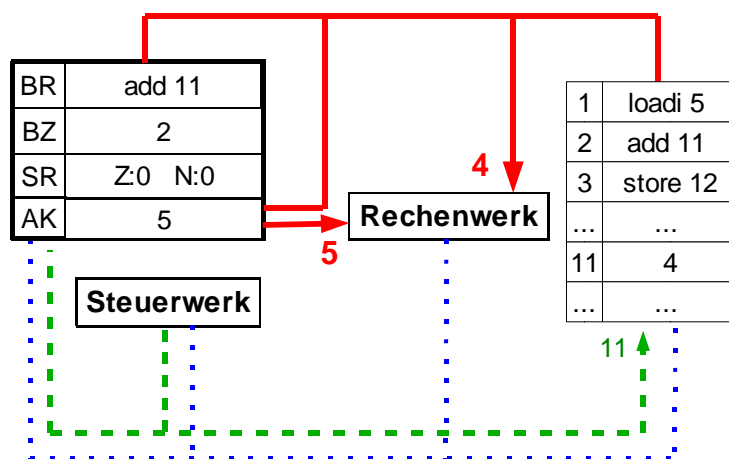 BR add 11
BZ 2
SR Z:0 N:0
AK 5
4
5
Rechenwerk
Steuerwerk
1 loadi 5
2 add 11
3 store 12
... ...
11 4
... ...
11